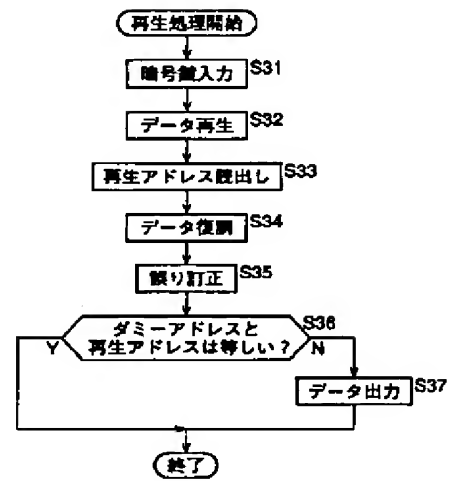 再生処理開始
暗号鍵入力 S31
データ再生 S32
再生アドレス読出し S33
データ復調 S34
誤り訂正 S35
ダミーアドレスと S36
再生アドレスは等しい？
Y N
データ出力 S37
終了